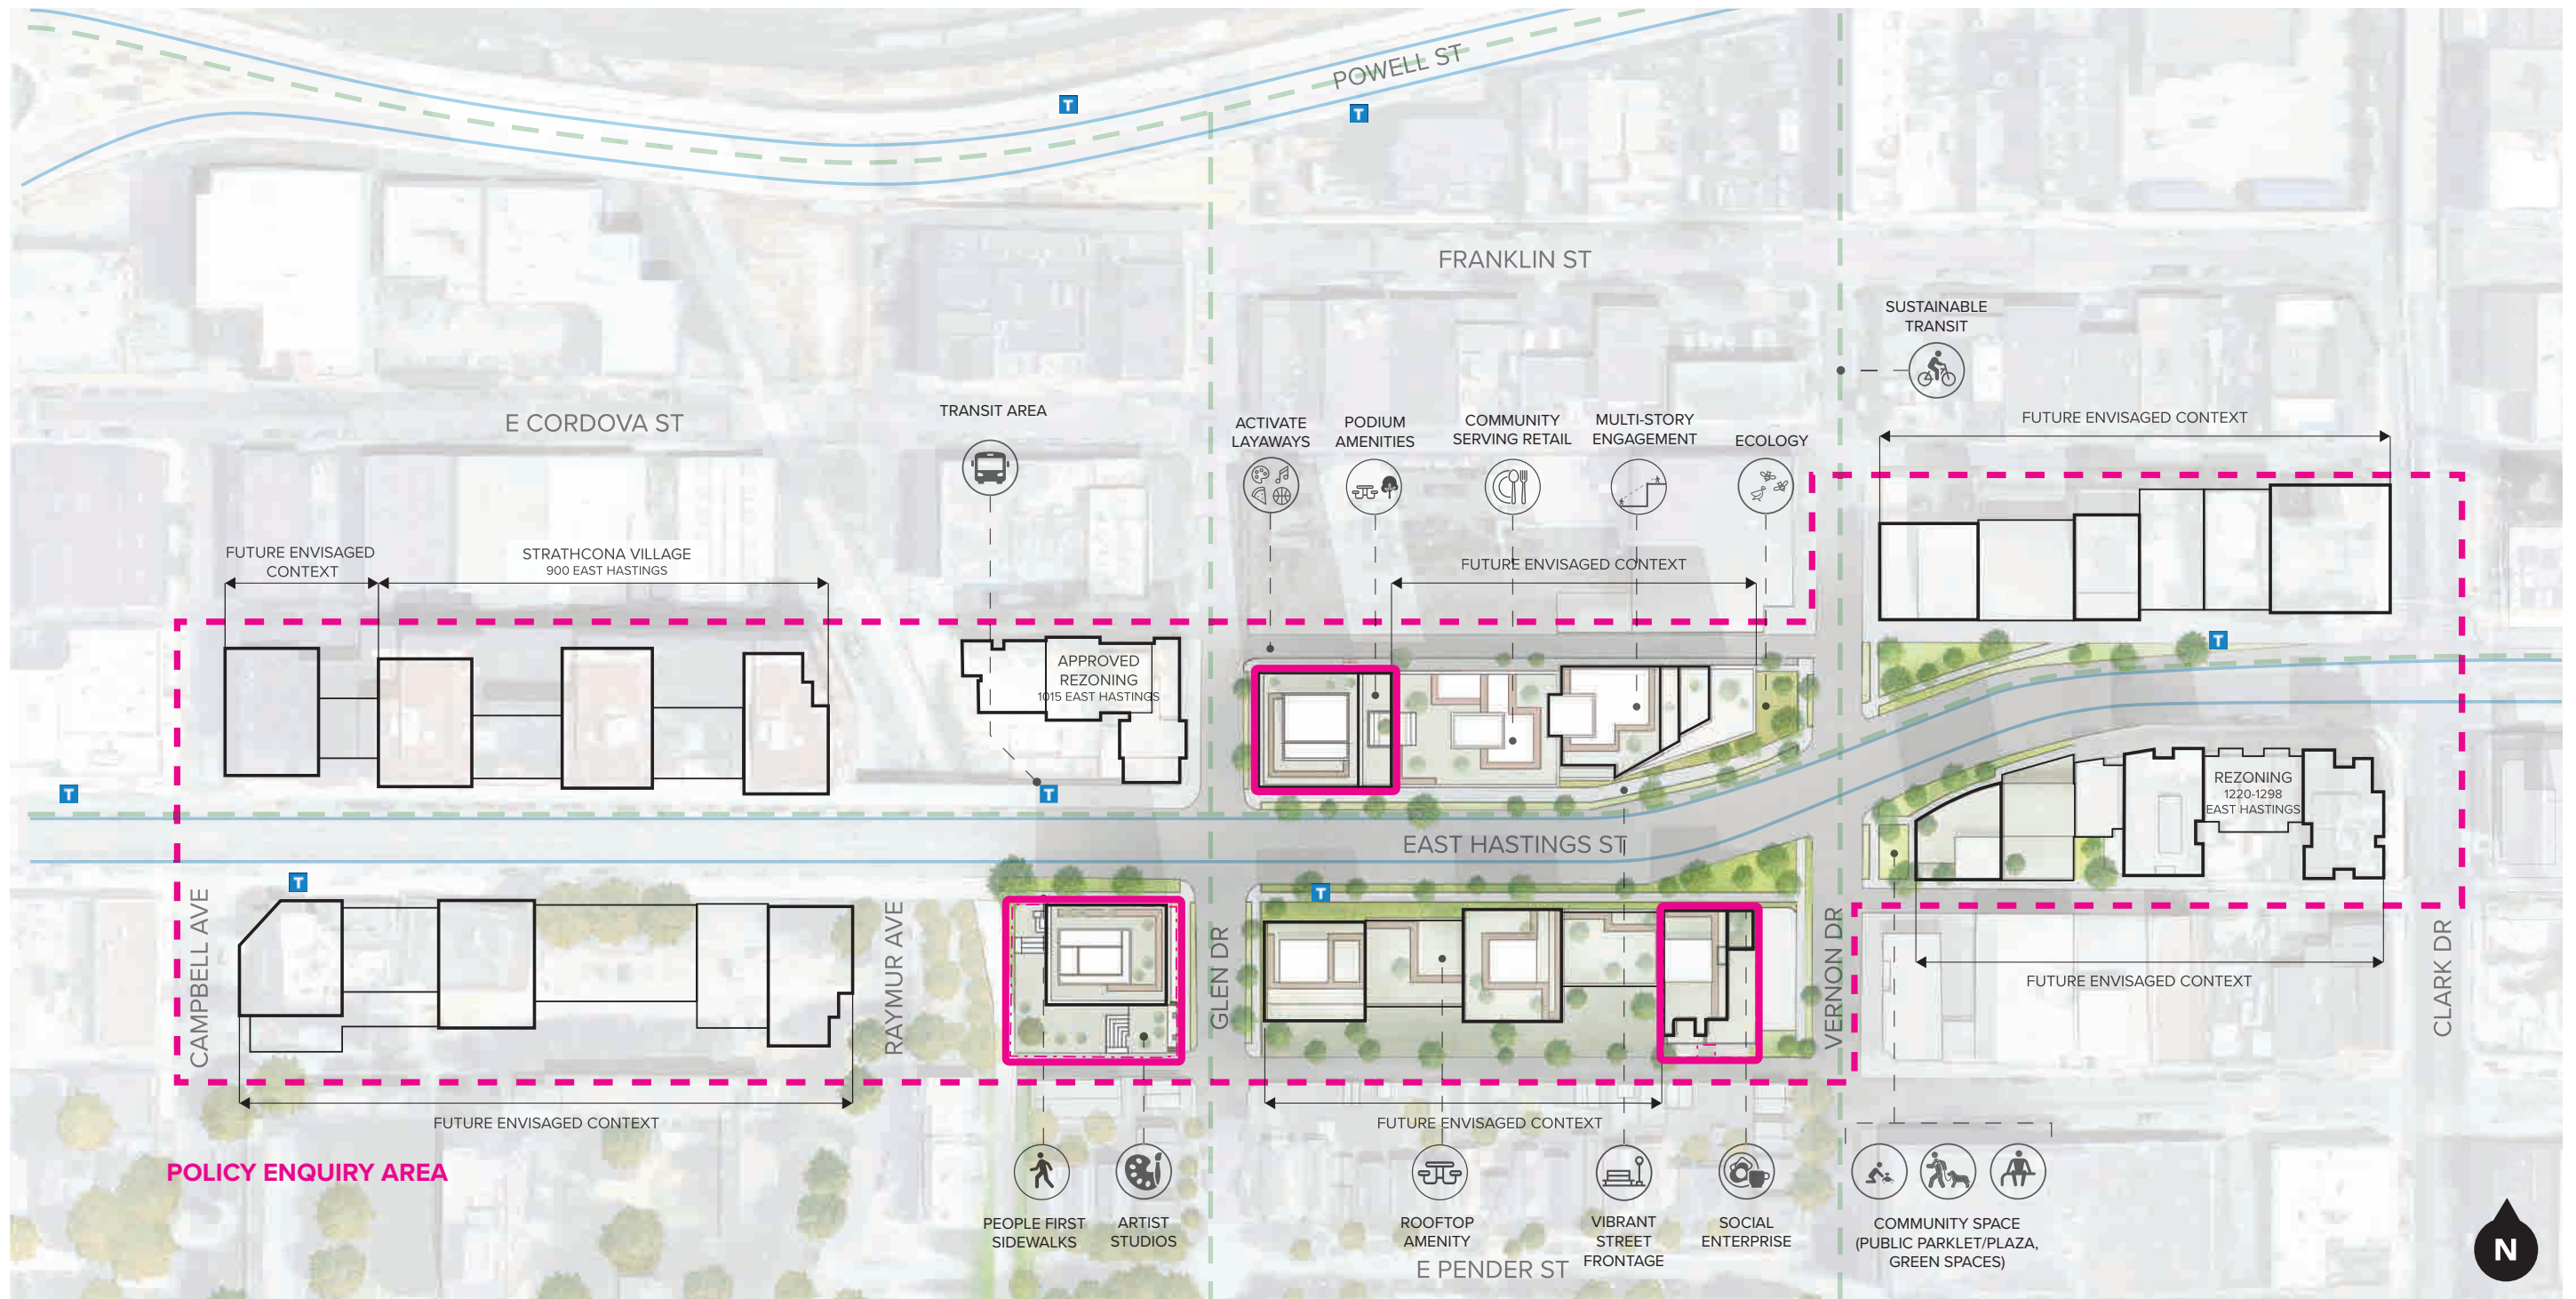 POWELL ST
T
T
FRANKLIN ST
SUSTAINABLE
TRANSIT
E CORDOVA ST
TRANSIT AREA
ACTIVATE
LAYAWAYS
PODIUM
AMENITIES
COMMUNITY
SERVING RETAIL
MULTI-STORY
ENGAGEMENT
ECOLOGY
FUTURE ENVISAGED CONTEXT
FUTURE ENVISAGED
CONTEXT
STRATHCONA VILLAGE
900 EAST HASTINGS
FUTURE ENVISAGED CONTEXT
APPROVED
REZONING
1015 EAST HASTINGS
T
T
T
REZONING
1220-1298
EAST HASTINGS
EAST HASTINGS ST
T
T
CAMPBELL AVE
RAYMUR AVE
GLEN DR
VERNON DR
CLARK DR
FUTURE ENVISAGED CONTEXT
FUTURE ENVISAGED CONTEXT
FUTURE ENVISAGED CONTEXT
POLICY ENQUIRY AREA
PEOPLE FIRST
SIDEWALKS
ARTIST
STUDIOS
ROOFTOP
AMENITY
VIBRANT
STREET
FRONTAGE
SOCIAL
ENTERPRISE
COMMUNITY SPACE
(PUBLIC PARKLET/PLAZA,
GREEN SPACES)
E PENDER ST
N